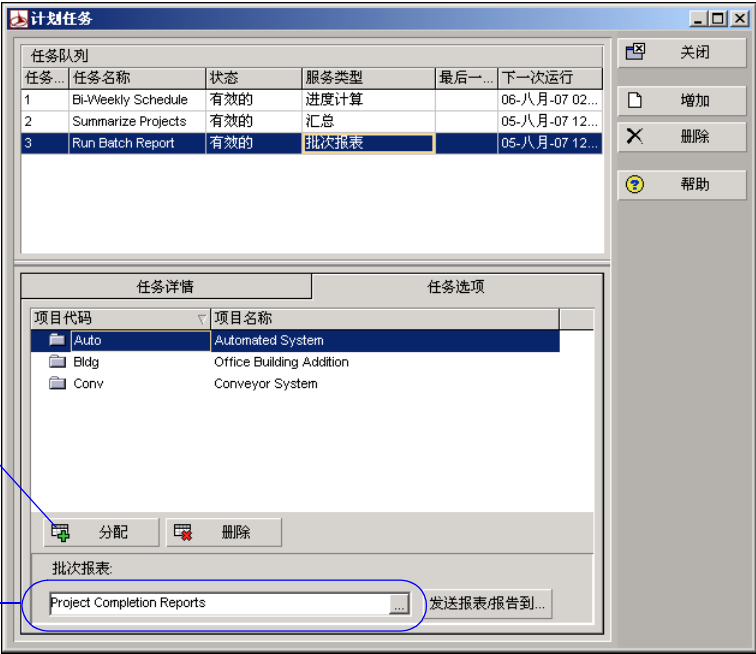 计划任务
任务队列
任务... 任务名称 状态 服务类型 最后一... 下一次运行
1 Bi-Weekly Schedule 有效的 进度计算 06-八月-07 02...
2 Summarize Projects 有效的 汇总 05-八月-07 12...
3 Run Batch Report 有效的 批次报表 05-八月-07 12...
关闭
增加
删除
帮助
任务详情 任务选项
项目代码 项目名称
Auto Automated System
Bldg Office Building Addition
Conv Conveyor System
分配 删除
批次报表:
Project Completion Reports ... 发送报表/报告到...